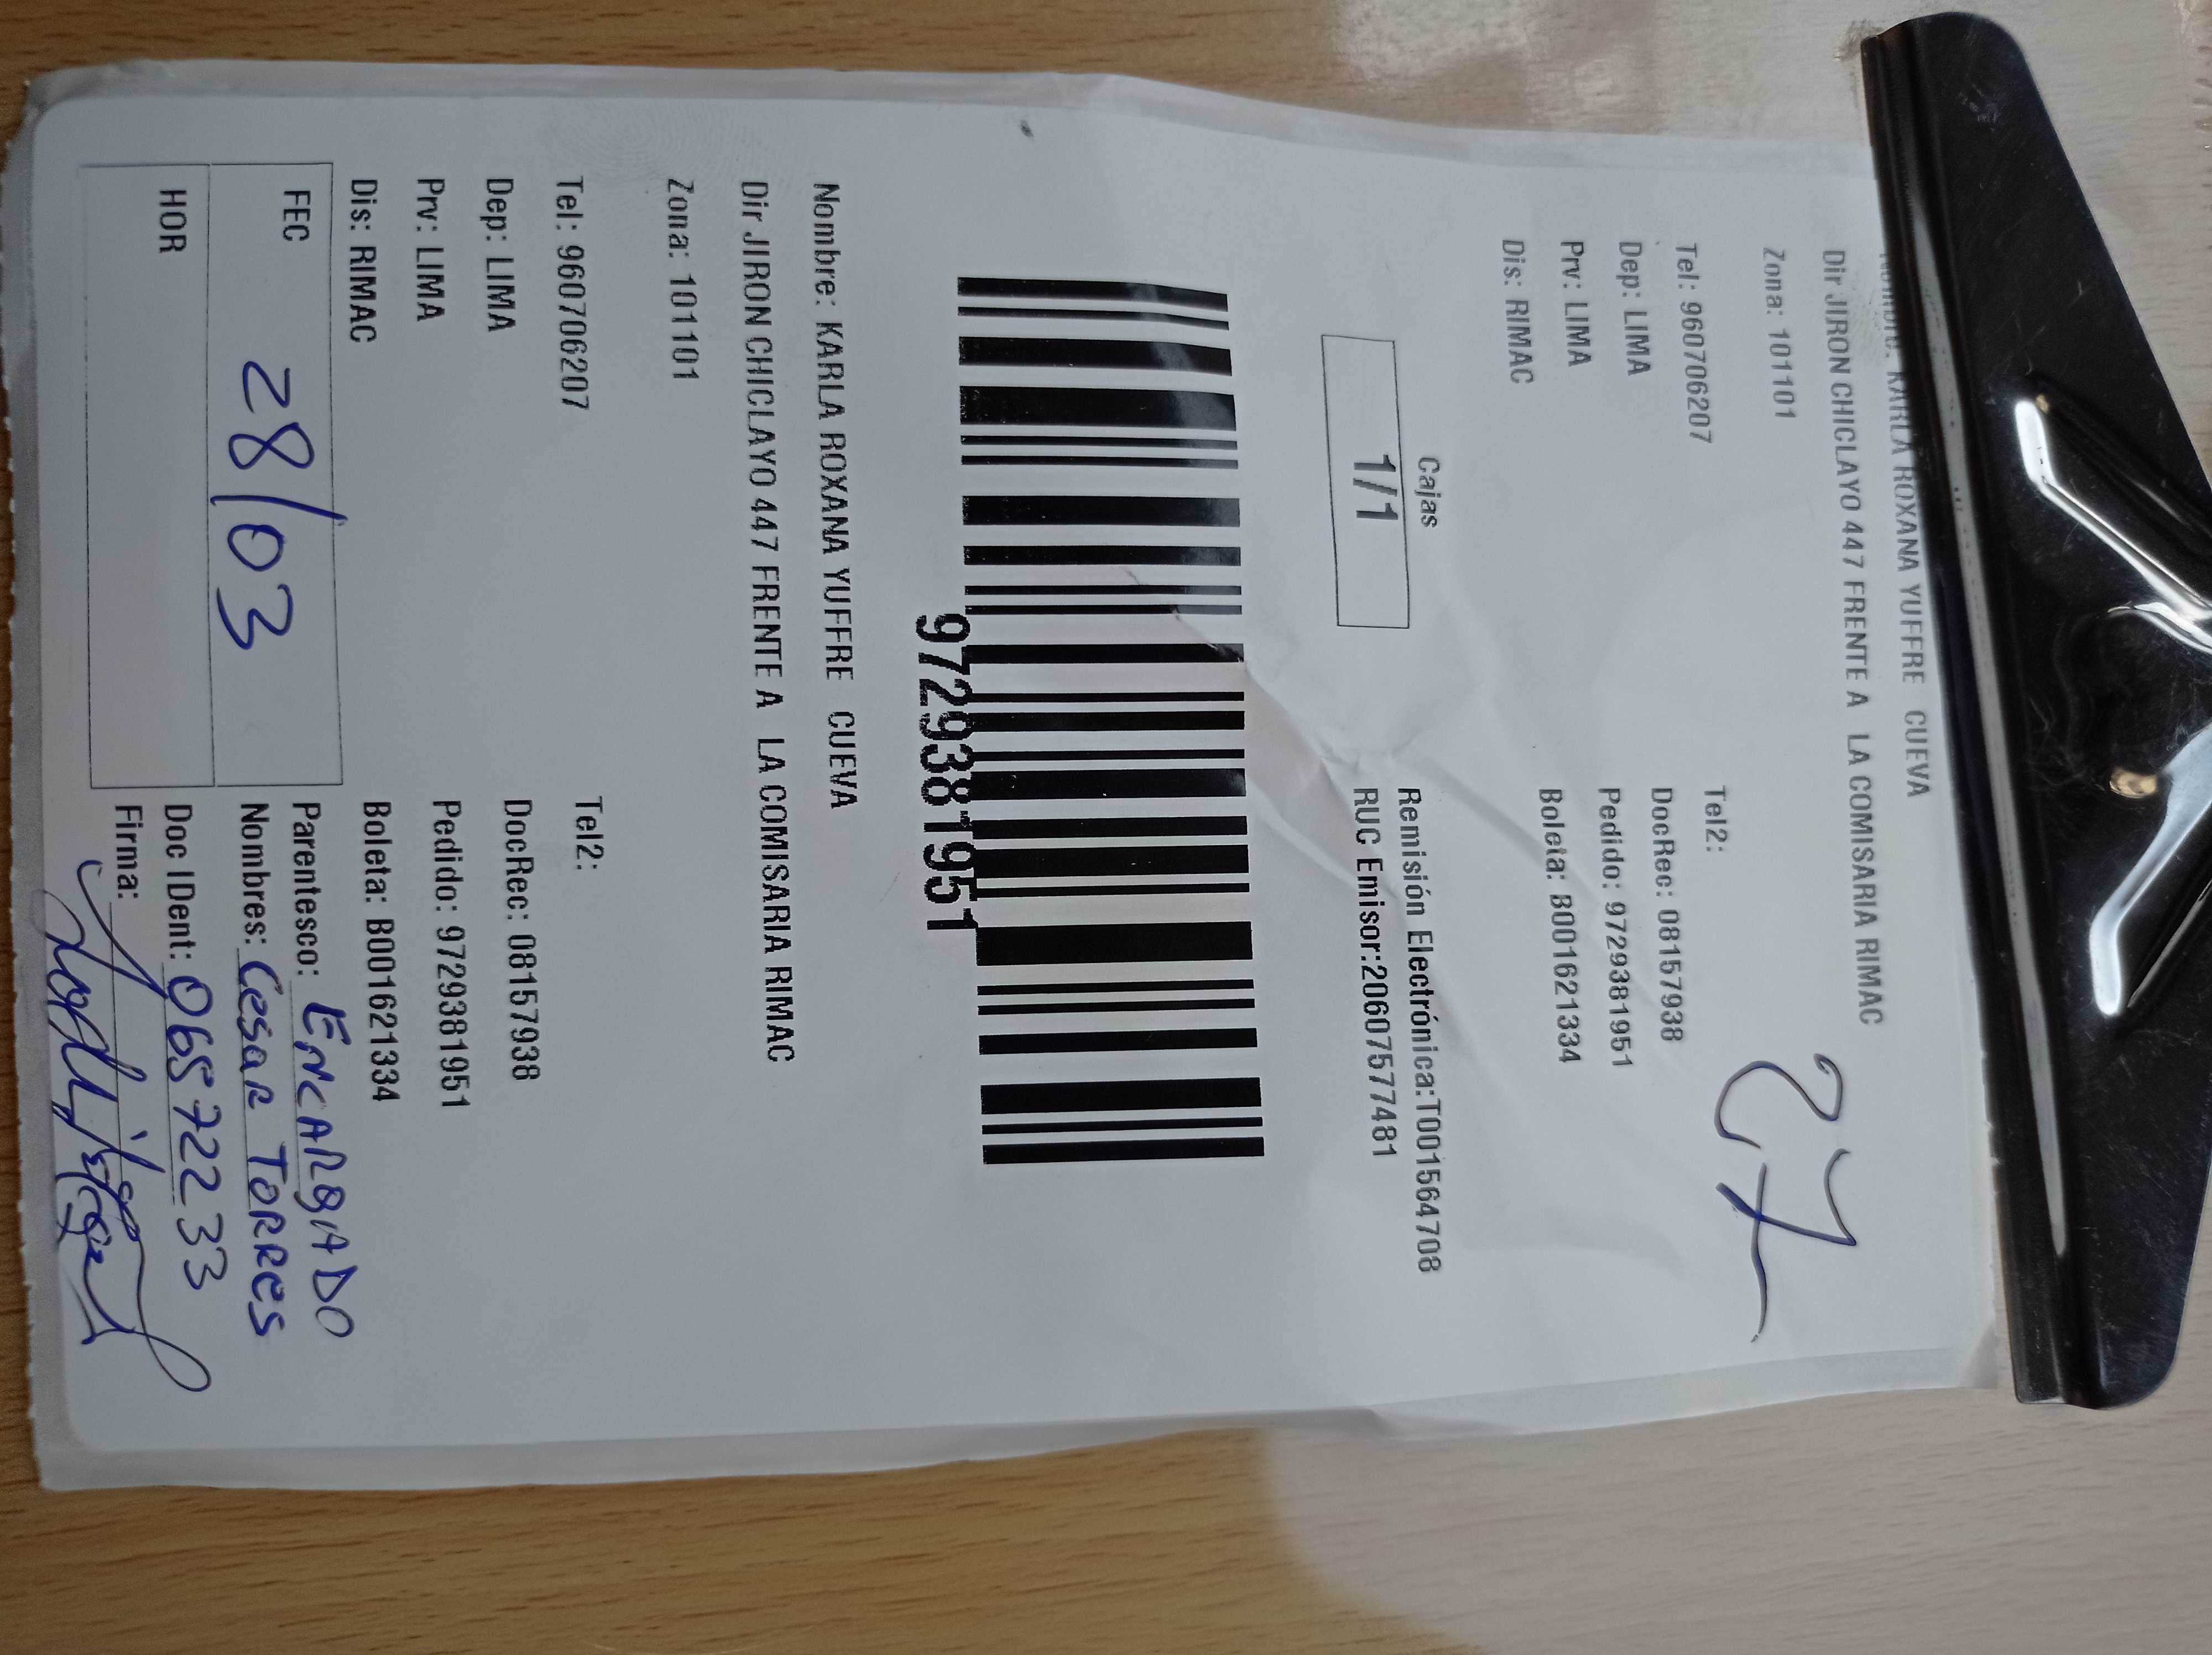 Nombre: KARLA ROXANA YUFFRE CUEVA
Dir JIRON CHICLAYO 447 FRENTE A LA COMISARIA RIMAC
Zona: 101101
27
Tel: 960706207 Tel2:
Dep: LIMA DocRec: 08157938
Prv: LIMA Pedido: 9729381951
Dis: RIMAC Boleta: B001621334
Cajas Remisión Electrónica:T001564708
1/1 RUC Emisor:20607577481
9729381951
Nombre: KARLA ROXANA YUFFRE CUEVA
Dir JIRON CHICLAYO 447 FRENTE A LA COMISARIA RIMAC
Zona: 101101
Tel: 960706207 Tel2:
Dep: LIMA DocRec: 08157938
Prv: LIMA Pedido: 9729381951
Dis: RIMAC Boleta: B001621334
FEC 28/03 Parentesco: ENCARGADO
Nombres: Cesar TORRES
HOR Doc IDent: 06572233
Firma: